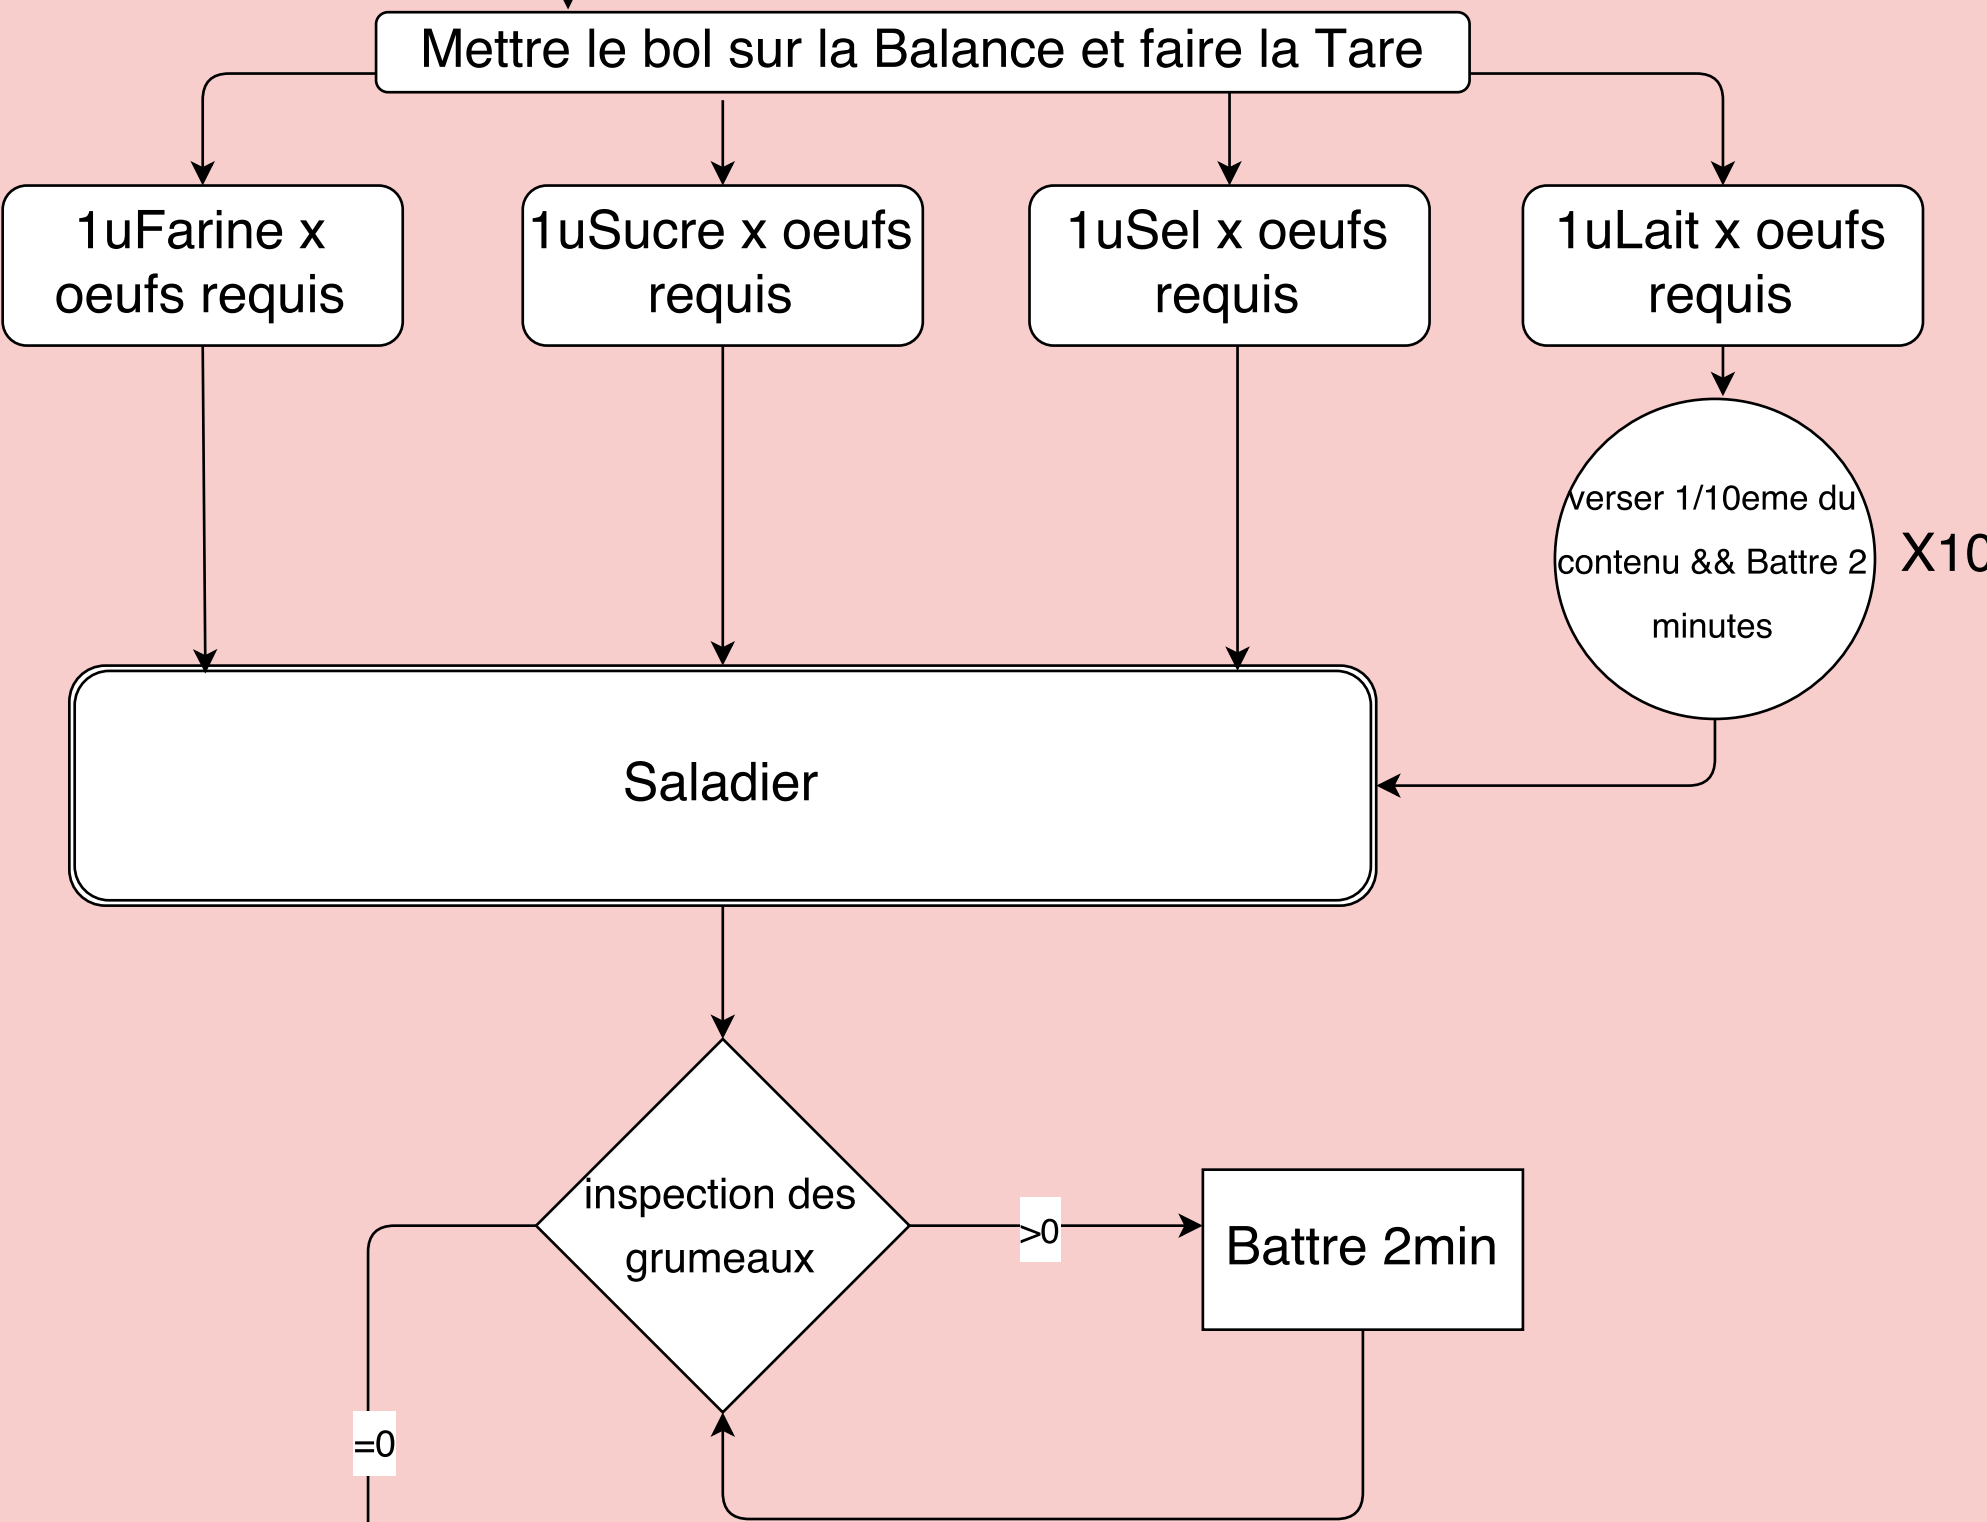 Mettre le bol sur la Balance et faire la Tare
1uFarine x
oeufs requis
1uSucre x oeufs
requis
1uSel x oeufs
requis
1uLait x oeufs
requis
verser 1/10eme du
contenu && Battre 2
minutes
X10
Saladier
inspection des
grumeaux
>0
Battre 2min
=0